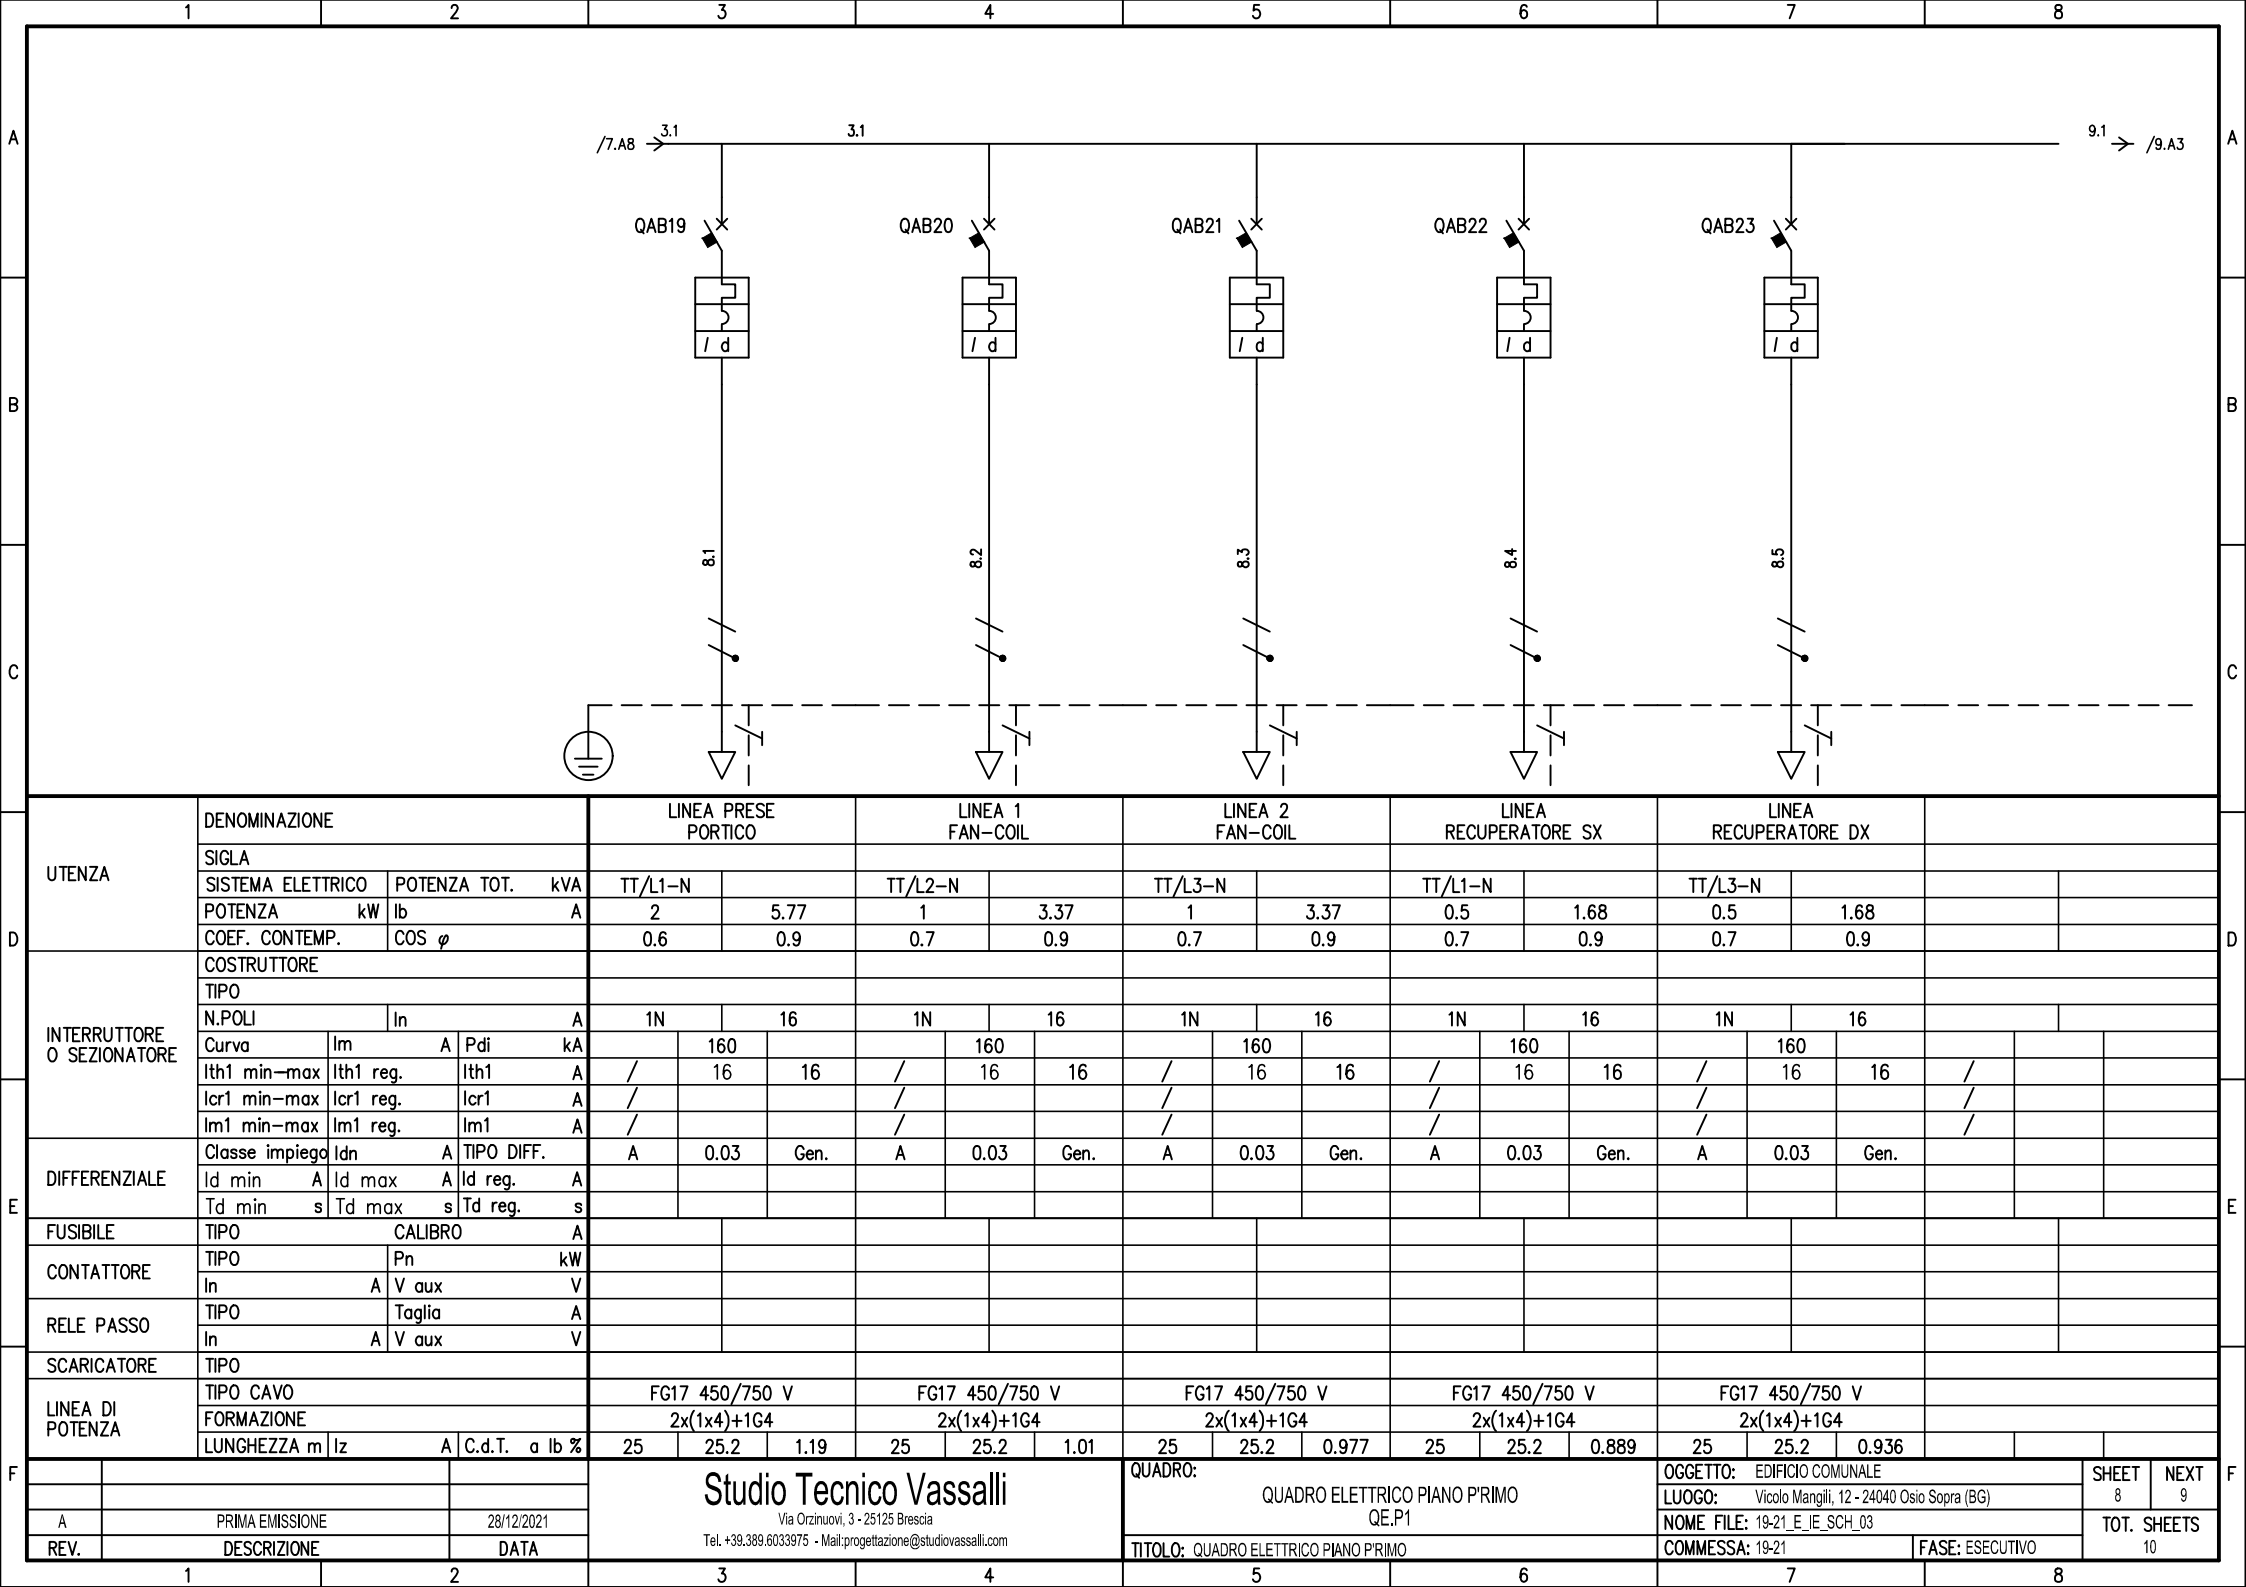 1 2 3 4 5 6 7 8
A A
/7.A8 3.1 3.1 9.1 /9.A3
QAB19 QAB20 QAB21 QAB22 QAB23
I d I d I d I d I d
B B
8.1 8.2 8.3 8.4 8.5
C C
UTENZA
DENOMINAZIONE LINEA PRESE PORTICO LINEA 1 FAN-COIL LINEA 2 FAN-COIL LINEA RECUPERATORE SX LINEA RECUPERATORE DX
SIGLA
SISTEMA ELETTRICO POTENZA TOT. kVA TT/L1-N TT/L2-N TT/L3-N TT/L1-N TT/L3-N
POTENZA kW Ib A 2 5.77 1 3.37 1 3.37 0.5 1.68 0.5 1.68
D D
COEF. CONTEMP. COS φ 0.6 0.9 0.7 0.9 0.7 0.9 0.7 0.9 0.7 0.9
INTERRUTTORE
O SEZIONATORE
COSTRUTTORE
TIPO
N.POLI In A 1N 16 1N 16 1N 16 1N 16 1N 16
Curva Im A Pdi kA 160 160 160 160 160
Ith1 min-max Ith1 reg. Ith1 A / 16 16 / 16 16 / 16 16 / 16 16 / 16 16 /
Icr1 min-max Icr1 reg. Icr1 A / / / / / /
Im1 min-max Im1 reg. Im1 A / / / / / /
DIFFERENZIALE
Classe impiego Idn A TIPO DIFF. A 0.03 Gen. A 0.03 Gen. A 0.03 Gen. A 0.03 Gen. A 0.03 Gen.
Id min A Id max A Id reg. A
Td min s Td max s Td reg. s
E E
FUSIBILE TIPO CALIBRO A
CONTATTORE
TIPO Pn kW
In A V aux V
RELE PASSO
TIPO Taglia A
In A V aux V
SCARICATORE TIPO
LINEA DI
POTENZA
TIPO CAVO FG17 450/750 V FG17 450/750 V FG17 450/750 V FG17 450/750 V FG17 450/750 V
FORMAZIONE 2x(1x4)+1G4 2x(1x4)+1G4 2x(1x4)+1G4 2x(1x4)+1G4 2x(1x4)+1G4
LUNGHEZZA m Iz A C.d.T. a Ib % 25 25.2 1.19 25 25.2 1.01 25 25.2 0.977 25 25.2 0.889 25 25.2 0.936
F F
A PRIMA EMISSIONE 28/12/2021
REV. DESCRIZIONE DATA
Studio Tecnico Vassalli
Via Orzinuovi, 3 - 25125 Brescia
Tel. +39.389.6033975 - Mail:progettazione@studiovassalli.com
QUADRO:
QUADRO ELETTRICO PIANO P'RIMO
QE.P1
TITOLO: QUADRO ELETTRICO PIANO P'RIMO
OGGETTO: EDIFICIO COMUNALE
LUOGO: Vicolo Mangili, 12 - 24040 Osio Sopra (BG)
NOME FILE: 19-21_E_IE_SCH_03
COMMESSA: 19-21 FASE: ESECUTIVO
SHEET NEXT
8 9
TOT. SHEETS
10
1 2 3 4 5 6 7 8